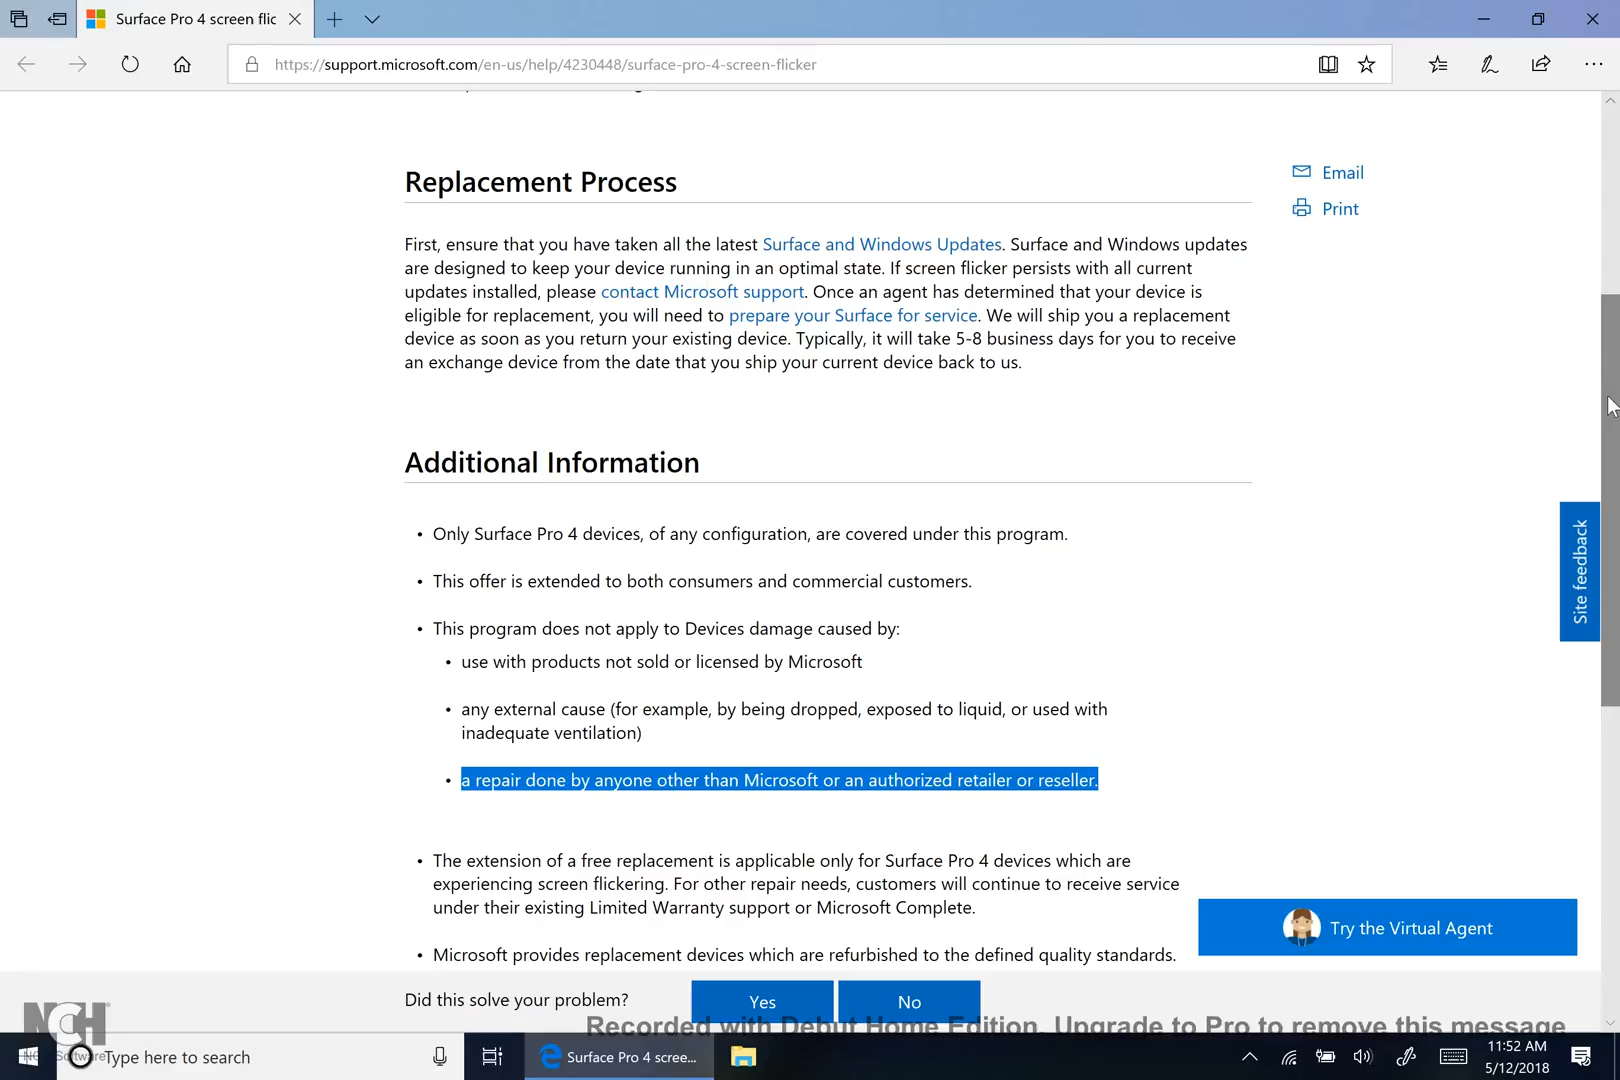 Surface Pro 4 screen flic
https://support.microsoft.com/en-us/help/4230448/surface-pro-4-screen-flicker
Replacement Process
Email
Print
First, ensure that you have taken all the latest Surface and Windows Updates. Surface and Windows updates
are designed to keep your device running in an optimal state. If screen flicker persists with all current
updates installed, please contact Microsoft support. Once an agent has determined that your device is
eligible for replacement, you will need to prepare your Surface for service. We will ship you a replacement
device as soon as you return your existing device. Typically, it will take 5-8 business days for you to receive
an exchange device from the date that you ship your current device back to us.
Additional Information
• Only Surface Pro 4 devices, of any configuration, are covered under this program.
• This offer is extended to both consumers and commercial customers.
• This program does not apply to Devices damage caused by:
• use with products not sold or licensed by Microsoft
• any external cause (for example, by being dropped, exposed to liquid, or used with
inadequate ventilation)
• a repair done by anyone other than Microsoft or an authorized retailer or reseller.
Site feedback
• The extension of a free replacement is applicable only for Surface Pro 4 devices which are
experiencing screen flickering. For other repair needs, customers will continue to receive service
under their existing Limited Warranty support or Microsoft Complete.
Try the Virtual Agent
• Microsoft provides replacement devices which are refurbished to the defined quality standards.
Did this solve your problem?
Yes
No
NCH
Recorded with Debut Home Edition. Upgrade to Pro to remove this message
Software
Type here to search
Surface Pro 4 scree...
11:52 AM
5/12/2018